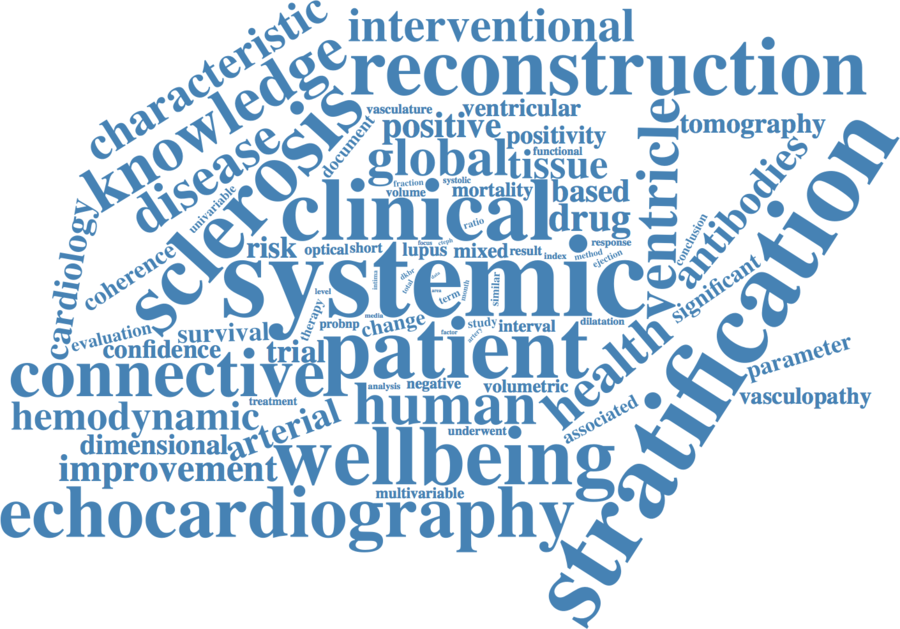 interventional
characteristic
reconstruction
knowledge
vasculature
ventricular
document
positive
positivity
tomography
sclerosis
disease
global
functional
tissue
ventricle
stratification
antibodies
univariable
fraction
systolic
volume
mortality
based
clinical
ratio
drug
cardiology
coherence
risk
optical
short
focus
cteph
lupus
mixed
result
index
method
response
ejection
conclusion
systemic
intima
dlbr
total
data
area
term
month
similar
significant
level
therapy
media
probnp
change
factor
study
artery
interval
dilatation
evaluation
survival
confidence
trial
patient
health
parameter
connective
analysis
negative
volumetric
vasculopathy
treatment
human
associated
hemodynamic
arterial
underwent
dimensional
improvement
wellbeing
multivariable
echocardiography